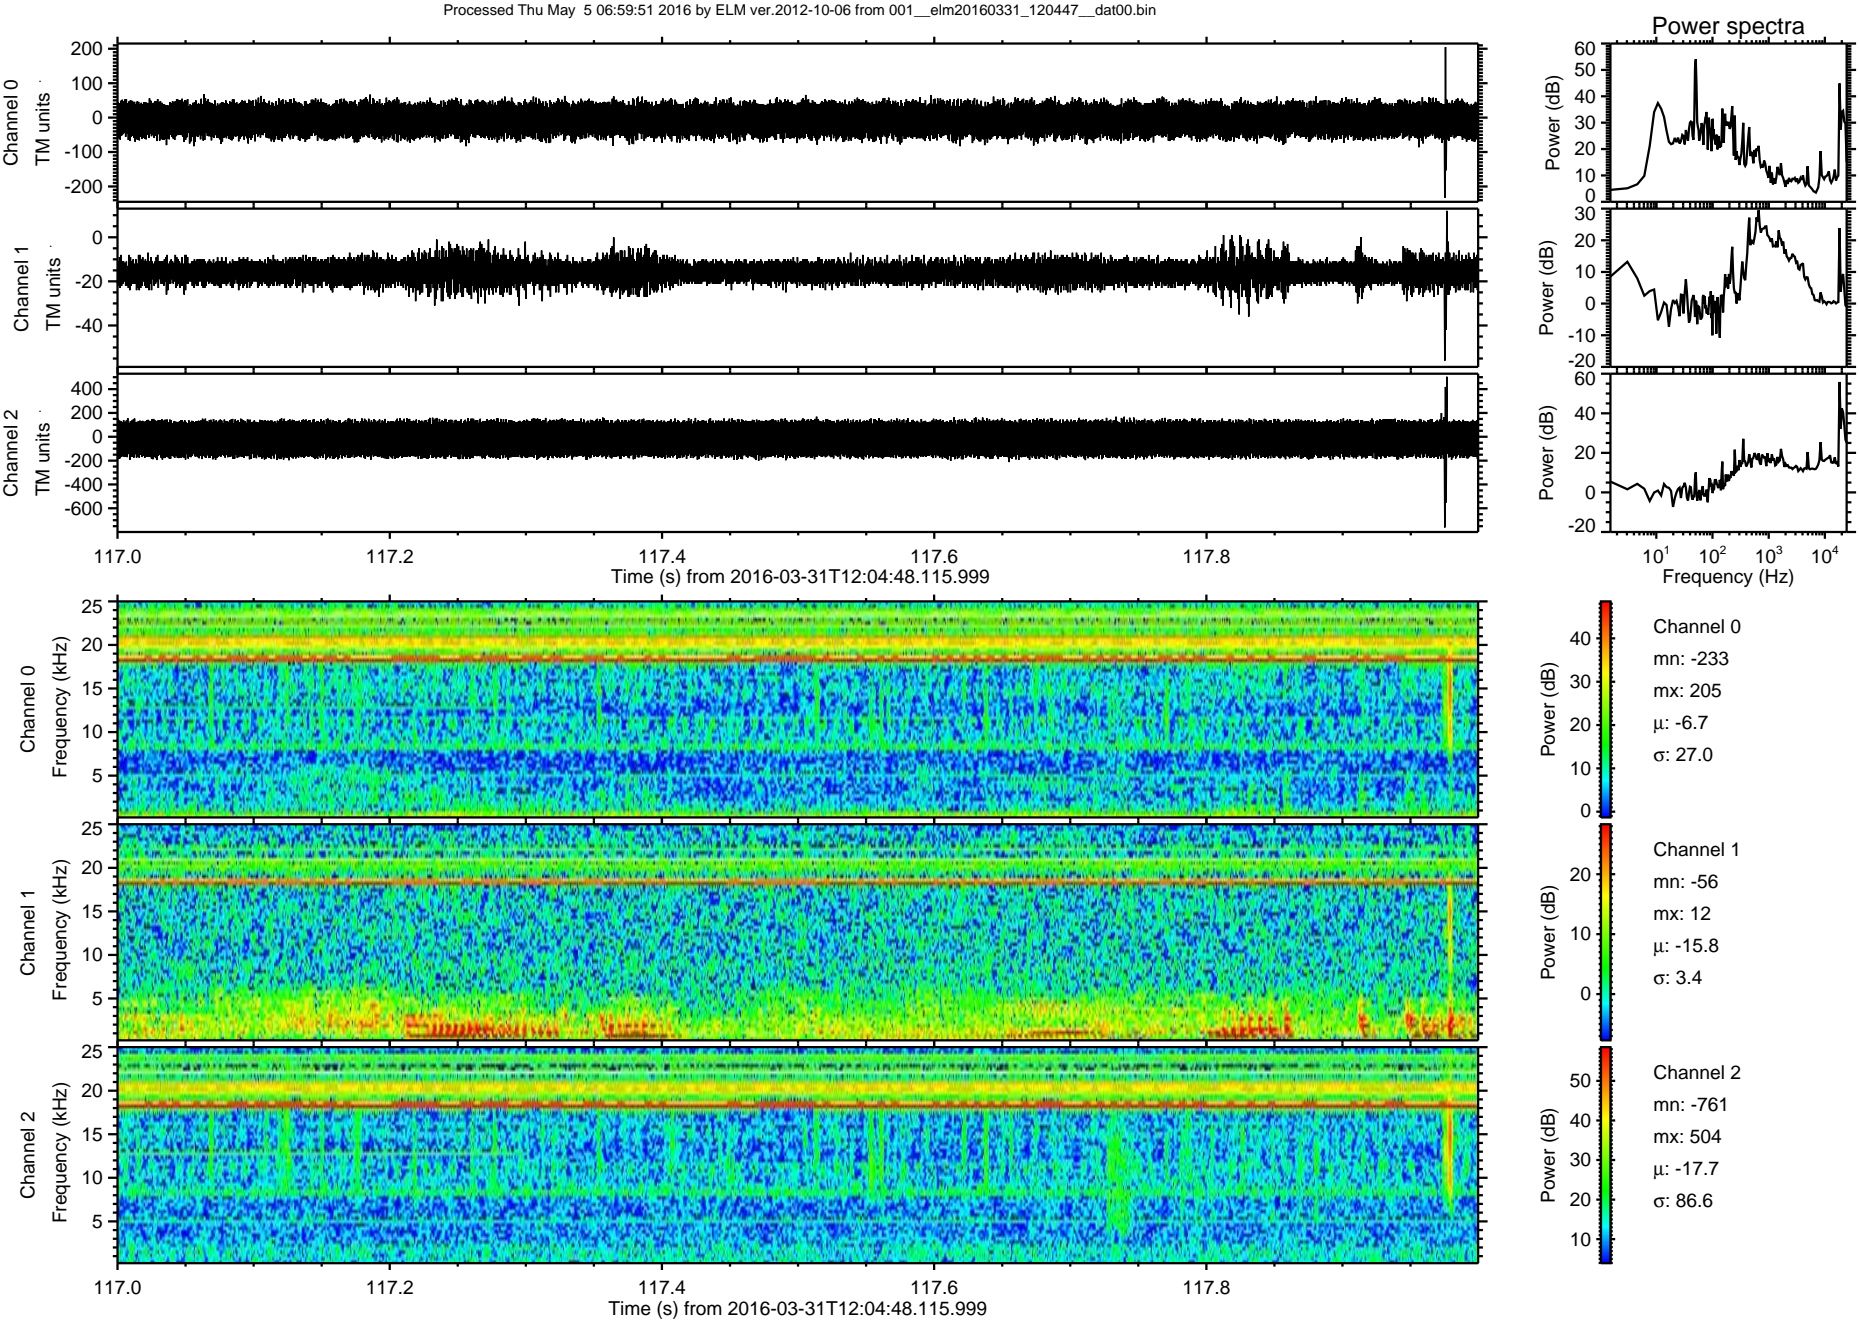 Processed Thu May  5 06:59:51 2016 by ELM ver.2012-10-06 from 001__elm20160331_120447__dat00.bin
Power spectra
Channel 0
TM units
200
100
0
-100
-200
Power (dB)
60
50
40
30
20
10
0
Channel 1
TM units
0
-20
-40
Power (dB)
30
20
10
0
-10
-20
Channel 2
TM units
400
200
0
-200
-400
-600
Power (dB)
60
40
20
0
-20
117.0 117.2 117.4 117.6 117.8
Time (s) from 2016-03-31T12:04:48.115.999
10¹ 10² 10³ 10⁴
Frequency (Hz)
Channel 0
Frequency (kHz)
25
20
15
10
5
Power (dB)
40
30
20
10
0
Channel 0
mn: -233
mx: 205
μ: -6.7
σ: 27.0
Channel 1
Frequency (kHz)
25
20
15
10
5
Power (dB)
20
10
0
Channel 1
mn: -56
mx: 12
μ: -15.8
σ: 3.4
Channel 2
Frequency (kHz)
25
20
15
10
5
Power (dB)
50
40
30
20
10
Channel 2
mn: -761
mx: 504
μ: -17.7
σ: 86.6
117.0 117.2 117.4 117.6 117.8
Time (s) from 2016-03-31T12:04:48.115.999